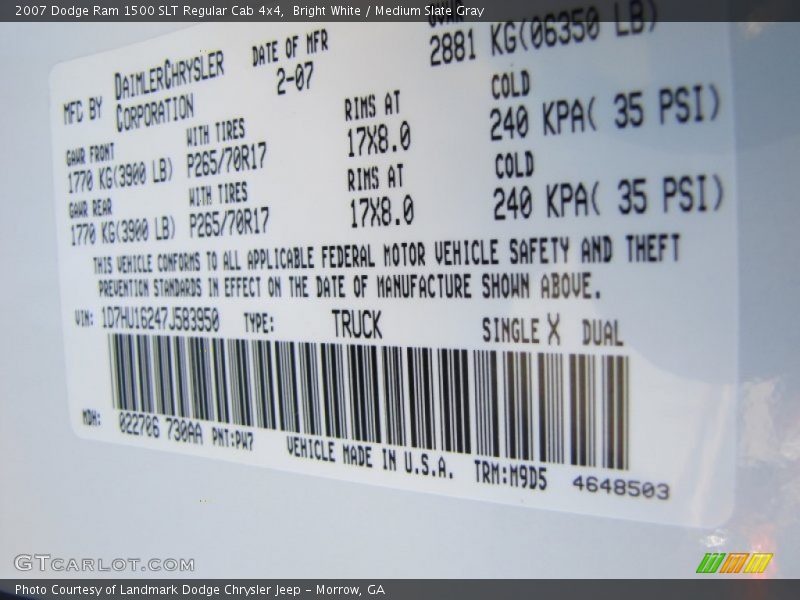 2007 Dodge Ram 1500 SLT Regular Cab 4x4, Bright White / Medium Slate Gray
MFC BY DAIMLERCHRYSLER CORPORATION DATE OF MFR 2-07 GVWR 2881 KG(06350 LB)
GAWR FRONT WITH TIRES RIMS AT COLD
1770 KG(3900 LB) P265/70R17 17X8.0 240 KPA( 35 PSI)
GAWR REAR WITH TIRES RIMS AT COLD
1770 KG(3900 LB) P265/70R17 17X8.0 240 KPA( 35 PSI)
THIS VEHICLE CONFORMS TO ALL APPLICABLE FEDERAL MOTOR VEHICLE SAFETY AND THEFT
PREVENTION STANDARDS IN EFFECT ON THE DATE OF MANUFACTURE SHOWN ABOVE.
VIN: 1D7HU16247J583950 TYPE: TRUCK SINGLE X DUAL
MDH: 022706 730AA PNT:PW7 VEHICLE MADE IN U.S.A. TRM:M9D5 4648503
GTCARLOT.COM
Photo Courtesy of Landmark Dodge Chrysler Jeep – Morrow, GA